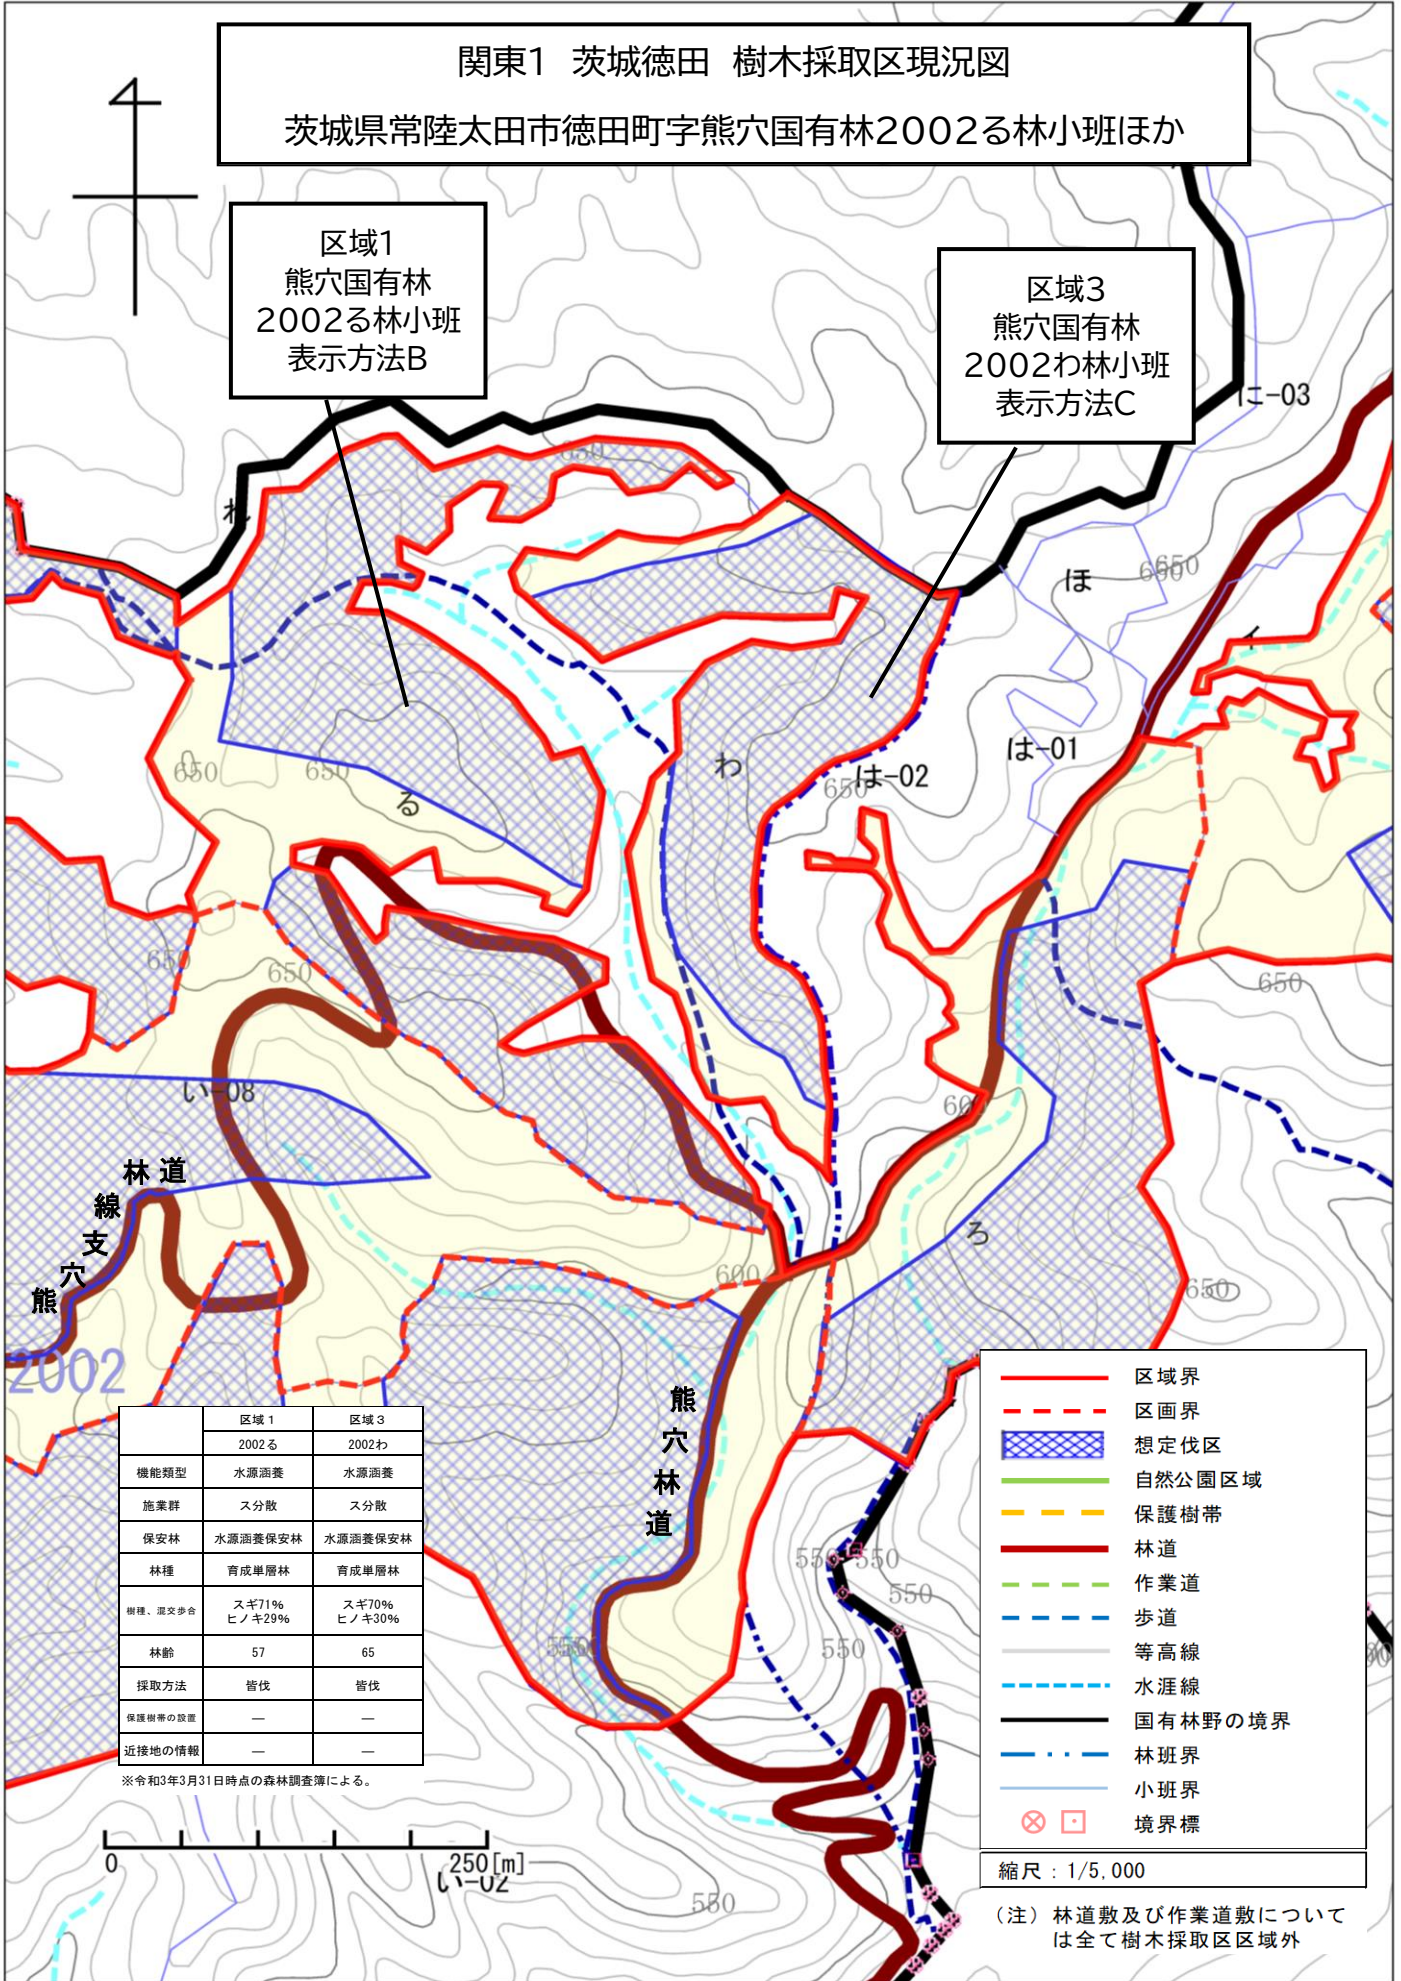 関東1 茨城徳田 樹木採取区現況図
茨城県常陸太田市徳田町字熊穴国有林2002る林小班ほか
区域1
熊穴国有林
2002る林小班
表示方法B
区域3
熊穴国有林
2002わ林小班
表示方法C
に-03
650
れ
ほ
650
イ
は-01
わ
は-02
650
650
650
る
650
650
650
い-08
600
林道
線
支
穴
熊
ろ
600
650
2002
熊
穴
林
道
550
550
550
550
550
区域1 区域3
2002る 2002わ
機能類型 水源涵養 水源涵養
施業群 ス分散 ス分散
保安林 水源涵養保安林 水源涵養保安林
林種 育成単層林 育成単層林
樹種、混交歩合 スギ71% ヒノキ29% スギ70% ヒノキ30%
林齢 57 65
採取方法 皆伐 皆伐
保護樹帯の設置 ― ―
近接地の情報 ― ―
※令和3年3月31日時点の森林調査簿による。
0 250[m]
い-02
550
区域界
区画界
想定伐区
自然公園区域
保護樹帯
林道
作業道
歩道
等高線
水涯線
国有林野の境界
林班界
小班界
境界標
縮尺：1/5,000
（注）林道敷及び作業道敷について
は全て樹木採取区区域外